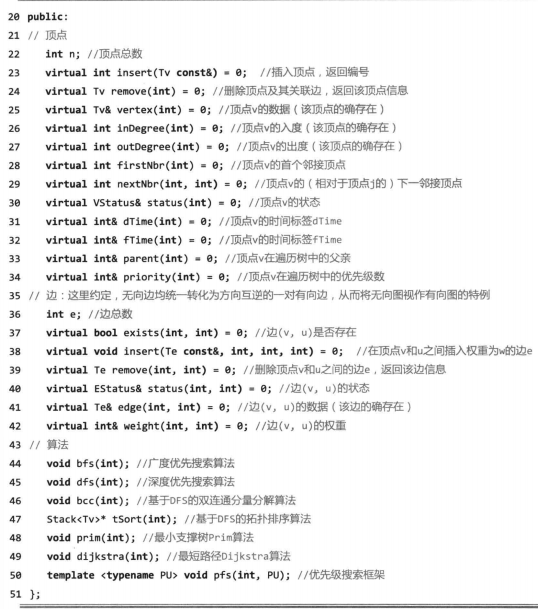 20 public:
21 // 顶点
22 int n; //顶点总数
23 virtual int insert(Tv const&) = 0; //插入顶点，返回编号
24 virtual Tv remove(int) = 0; //删除顶点及其关联边，返回该顶点信息
25 virtual Tv& vertex(int) = 0; //顶点v的数据（该顶点的确存在）
26 virtual int inDegree(int) = 0; //顶点v的入度（该顶点的确存在）
27 virtual int outDegree(int) = 0; //顶点v的出度（该顶点的确存在）
28 virtual int firstNbr(int) = 0; //顶点v的首个邻接顶点
29 virtual int nextNbr(int, int) = 0; //顶点v的（相对于顶点j的）下一邻接顶点
30 virtual VStatus& status(int) = 0; //顶点v的状态
31 virtual int& dTime(int) = 0; //顶点v的时间标签dTime
32 virtual int& fTime(int) = 0; //顶点v的时间标签fTime
33 virtual int& parent(int) = 0; //顶点v在遍历树中的父亲
34 virtual int& priority(int) = 0; //顶点v在遍历树中的优先级数
35 // 边：这里约定，无向边均统一转化为方向互逆的一对有向边，从而将无向图视作有向图的特例
36 int e; //边总数
37 virtual bool exists(int, int) = 0; //边(v, u)是否存在
38 virtual void insert(Te const&, int, int, int) = 0; //在顶点v和u之间插入权重为w的边e
39 virtual Te remove(int, int) = 0; //删除顶点v和u之间的边e，返回该边信息
40 virtual EStatus& status(int, int) = 0; //边(v, u)的状态
41 virtual Te& edge(int, int) = 0; //边(v, u)的数据（该边的确存在）
42 virtual int& weight(int, int) = 0; //边(v, u)的权重
43 // 算法
44 void bfs(int); //广度优先搜索算法
45 void dfs(int); //深度优先搜索算法
46 void bcc(int); //基于DFS的双连通分量分解算法
47 Stack<Tv>* tSort(int); //基于DFS的拓扑排序算法
48 void prim(int); //最小支撑树Prim算法
49 void dijkstra(int); //最短路径Dijkstra算法
50 template <typename PU> void pfs(int, PU); //优先级搜索框架
51 };